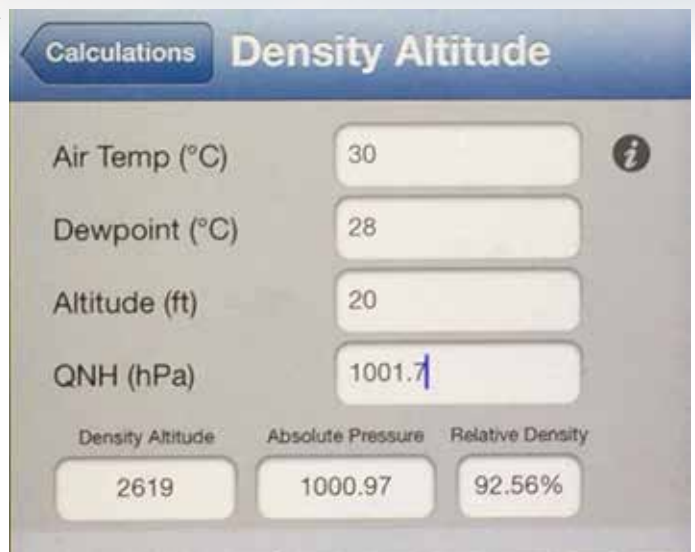 Calculations Density Altitude
Air Temp (°C) 30
Dewpoint (°C) 28
Altitude (ft) 20
QNH (hPa) 1001.7
Density Altitude Absolute Pressure Relative Density
2619 1000.97 92.56%